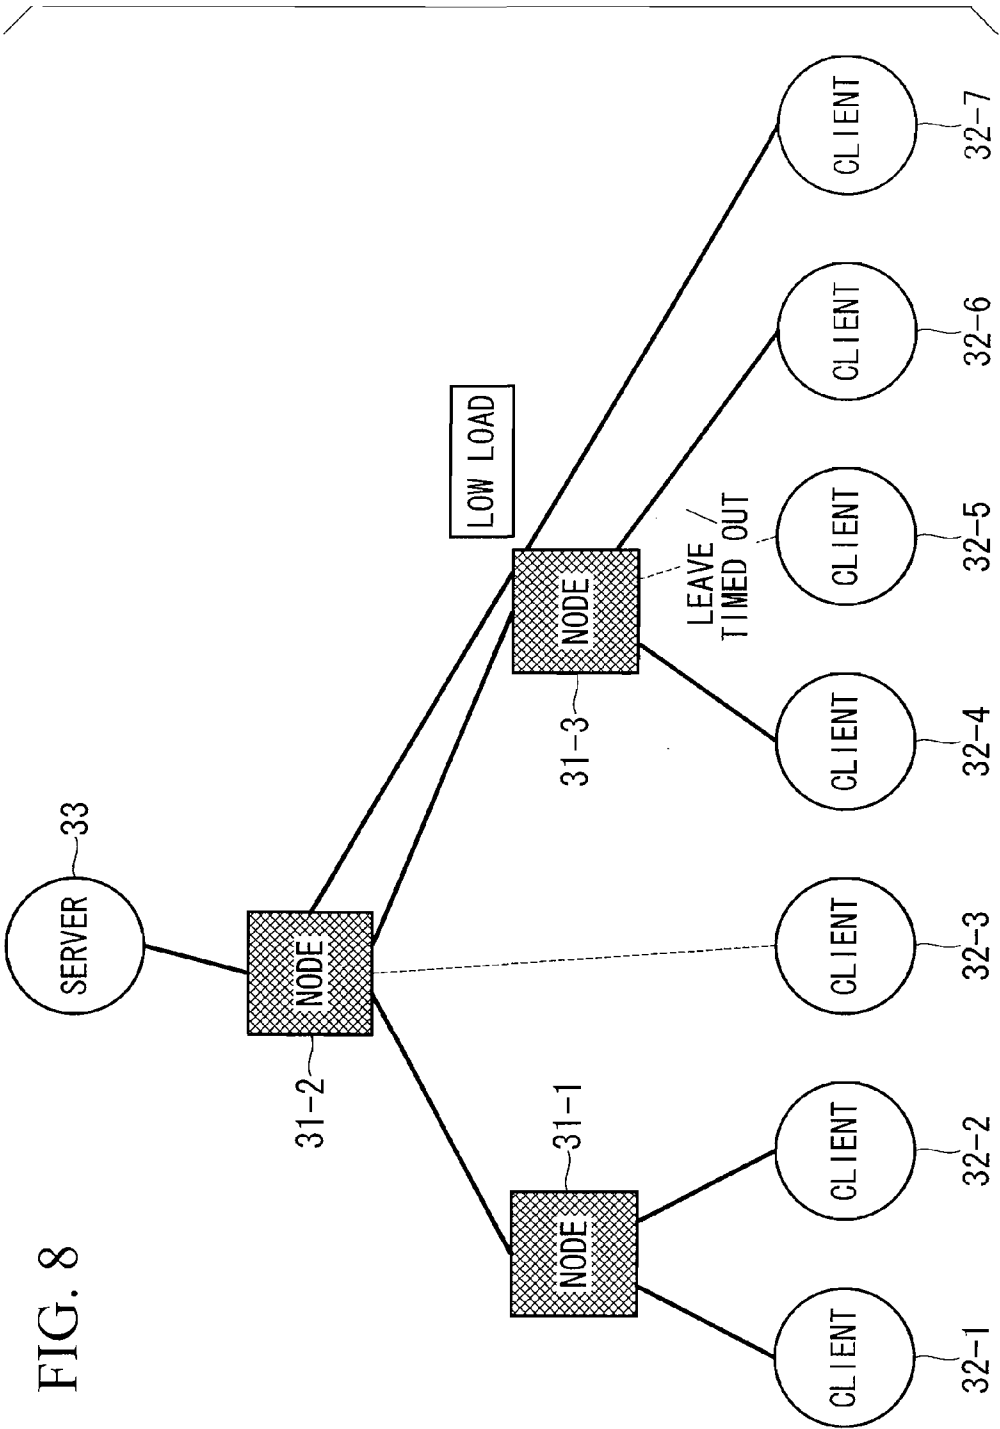 FIG. 8
SERVER
33
NODE
31-2
LOW LOAD
NODE
31-1
NODE
31-3
LEAVE
TIMED OUT
CLIENT
CLIENT
CLIENT
CLIENT
CLIENT
CLIENT
CLIENT
32-1
32-2
32-3
32-4
32-5
32-6
32-7